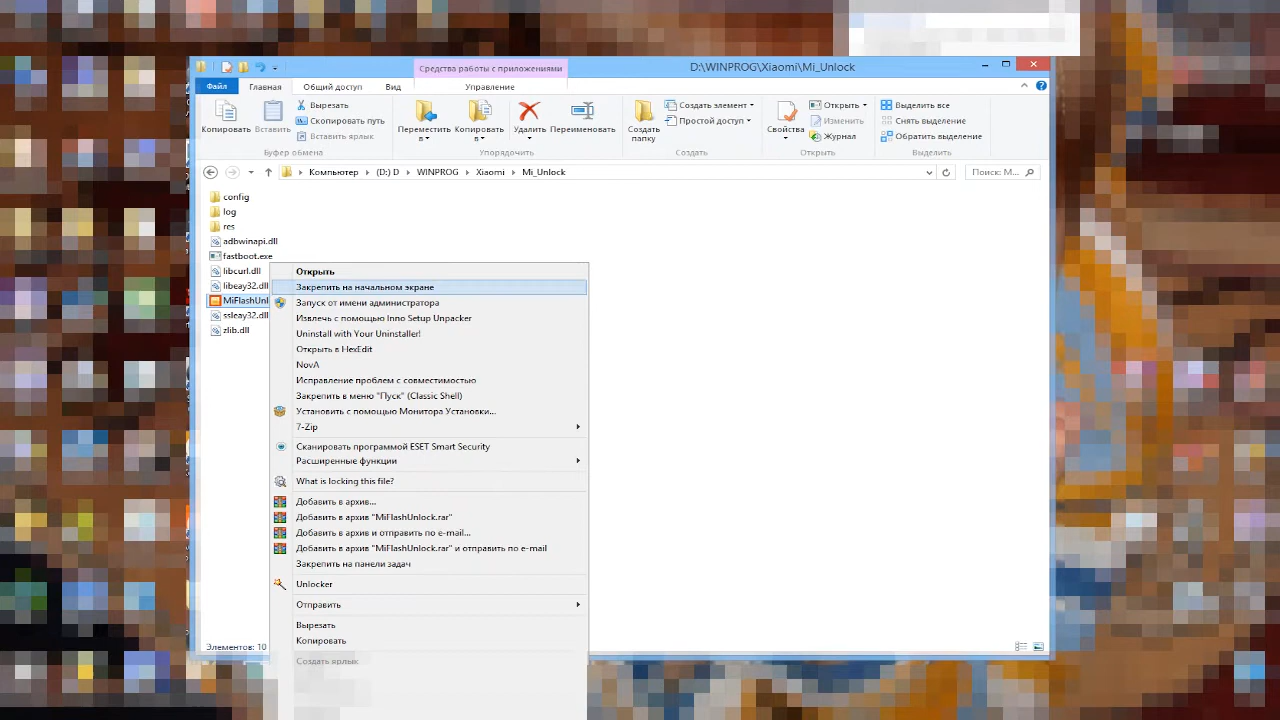 Средства работы с приложениями
D:\WINPROG\Xiaomi\Mi_Unlock
Файл
Главная
Общий доступ
Вид
Управление
Копировать
Вставить
Вырезать
Скопировать путь
Вставить ярлык
Буфер обмена
Переместить в
Копировать в
Удалить
Переименовать
Упорядочить
Создать папку
Создать элемент
Простой доступ
Создать
Свойства
Открыть
Изменить
Журнал
Открыть
Выделить все
Снять выделение
Обратить выделение
Выделить
Компьютер
(D:) D
WINPROG
Xiaomi
Mi_Unlock
Поиск: M...
config
log
res
adbwinapi.dll
fastboot.exe
libcurl.dll
libeay32.dll
MiFlashUnl
ssleay32.dll
zlib.dll
Открыть
Закрепить на начальном экране
Запуск от имени администратора
Извлечь с помощью Inno Setup Unpacker
Uninstall with Your Uninstaller!
Открыть в HexEdit
NovA
Исправление проблем с совместимостью
Закрепить в меню "Пуск" (Classic Shell)
Установить с помощью Монитора Установки...
7-Zip
Сканировать программой ESET Smart Security
Расширенные функции
What is locking this file?
Добавить в архив...
Добавить в архив "MiFlashUnlock.rar"
Добавить в архив и отправить по e-mail...
Добавить в архив "MiFlashUnlock.rar" и отправить по e-mail
Закрепить на панели задач
Unlocker
Отправить
Вырезать
Копировать
Создать ярлык
Элементов: 10